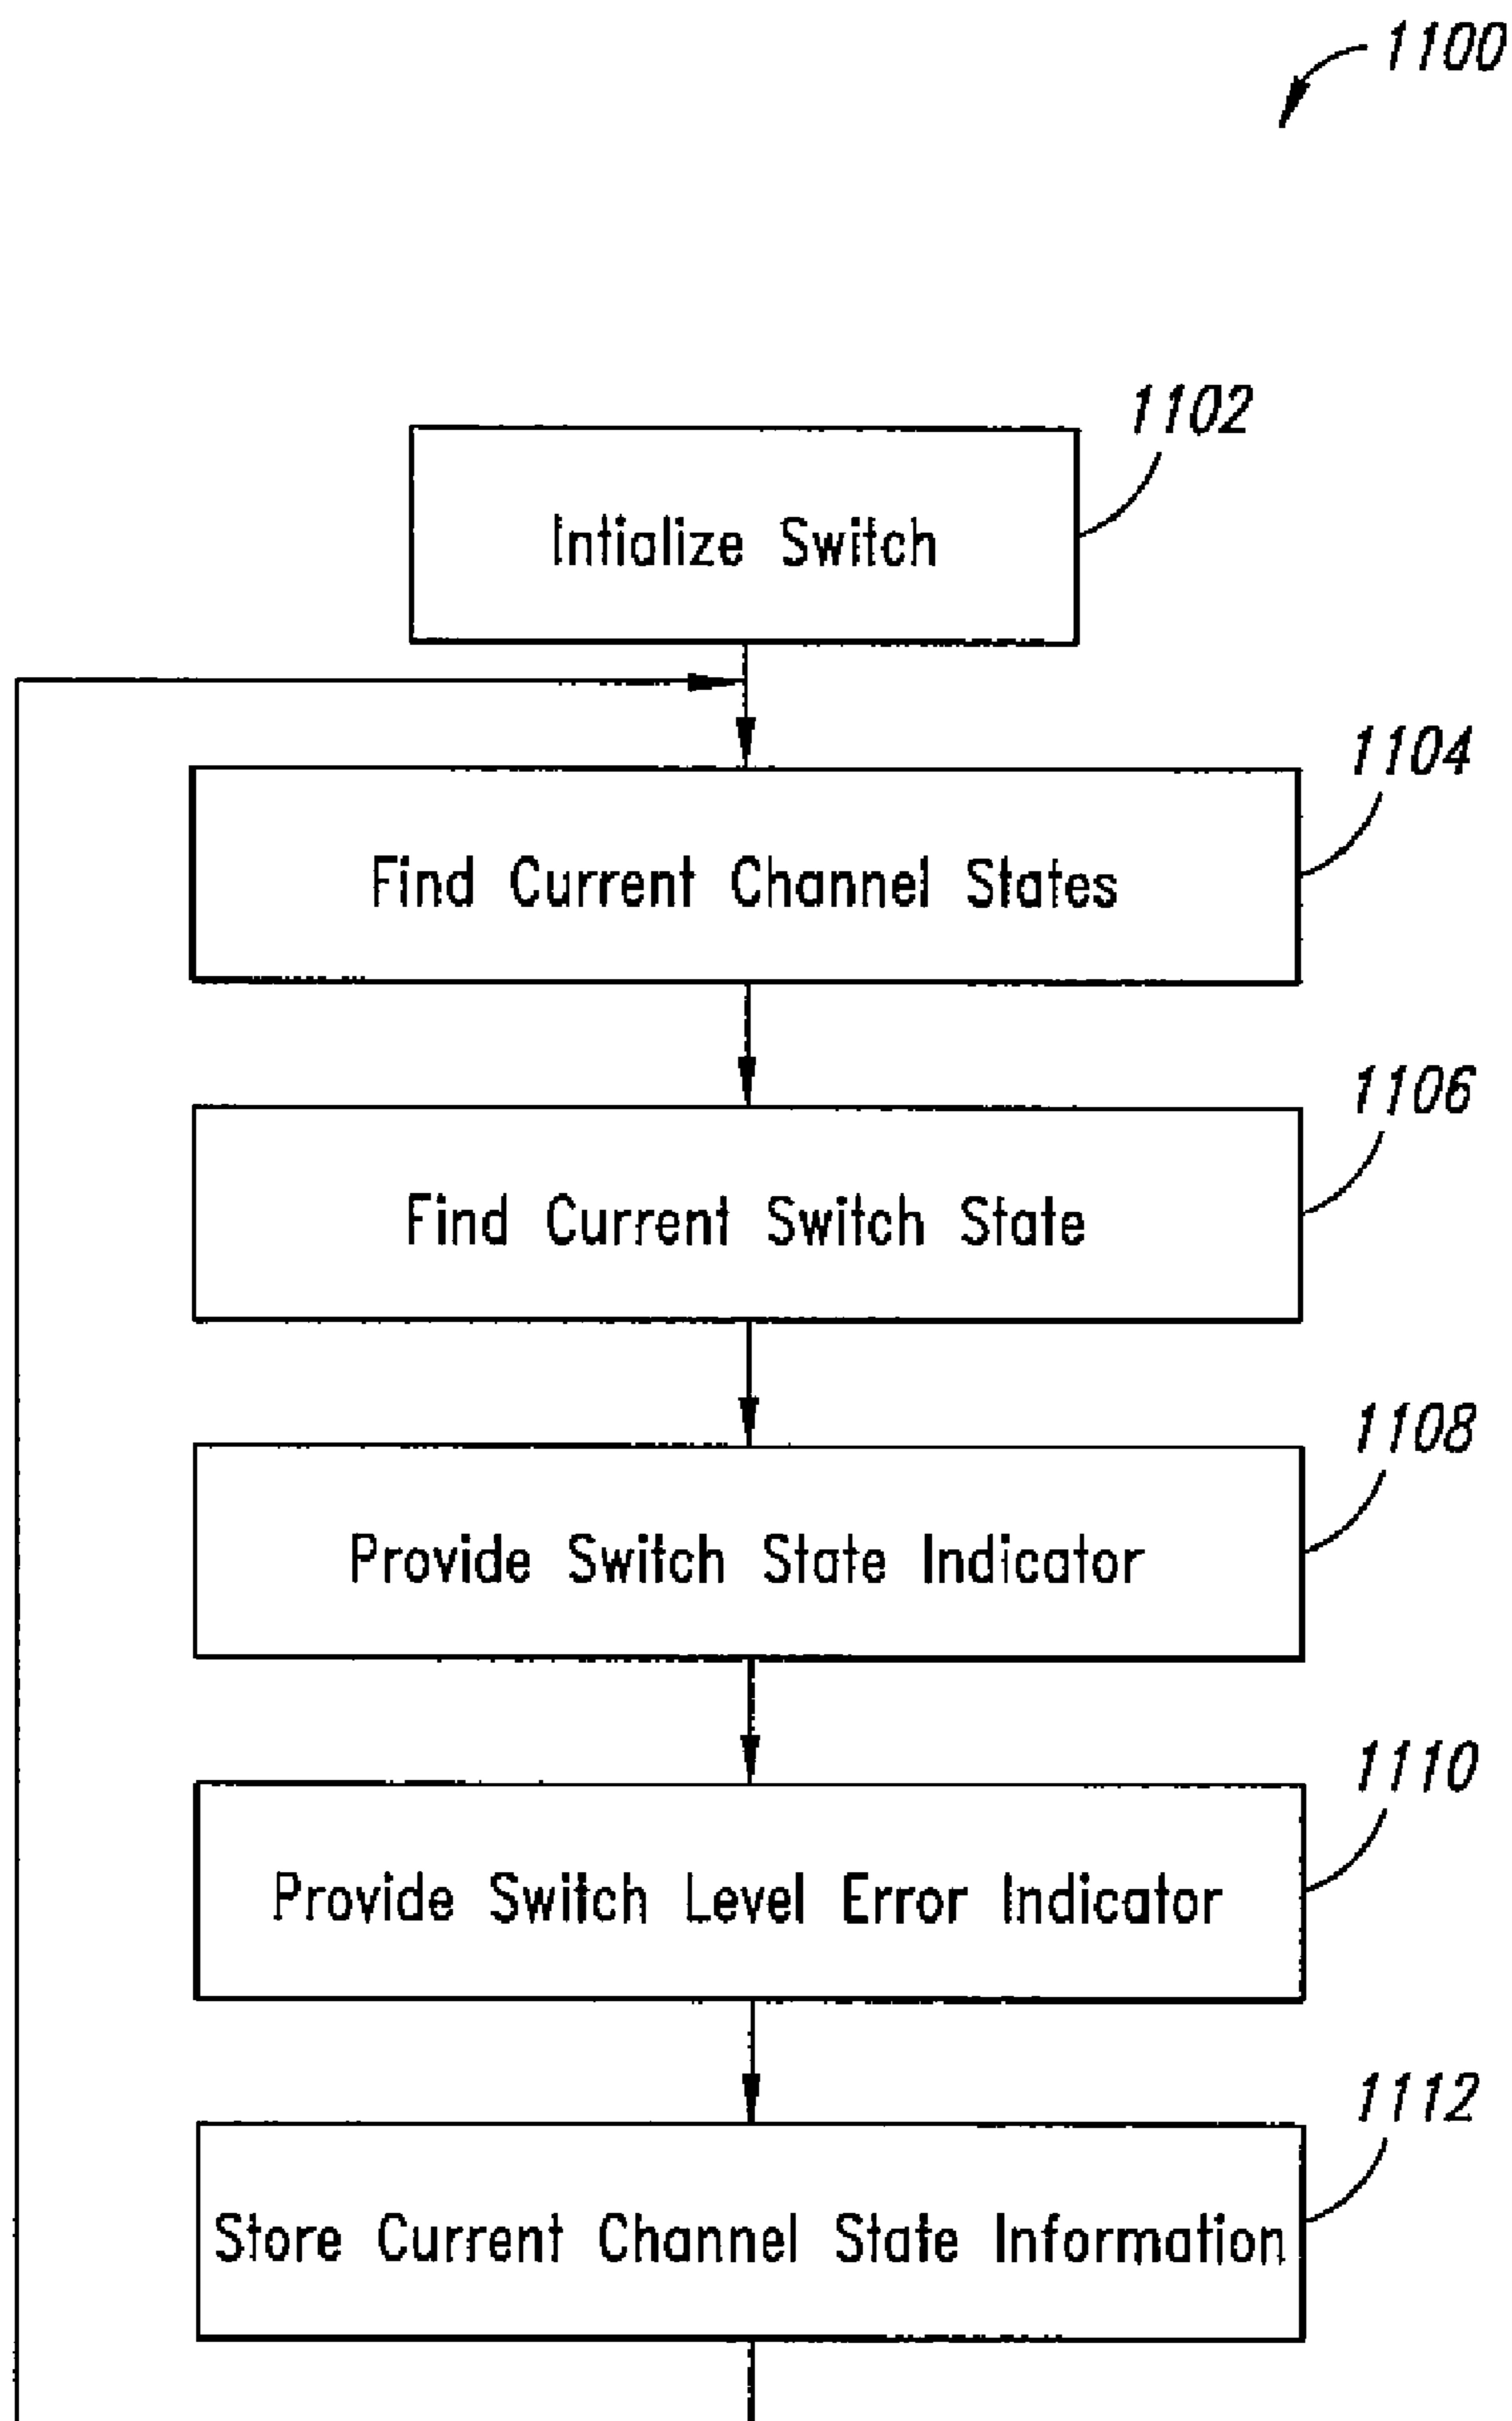 1100
1102
Intialize Switch
1104
Find Current Channel States
1106
Find Current Switch State
1108
Provide Switch State Indicator
1110
Provide Switch Level Error Indicator
1112
Store Current Channel State Information